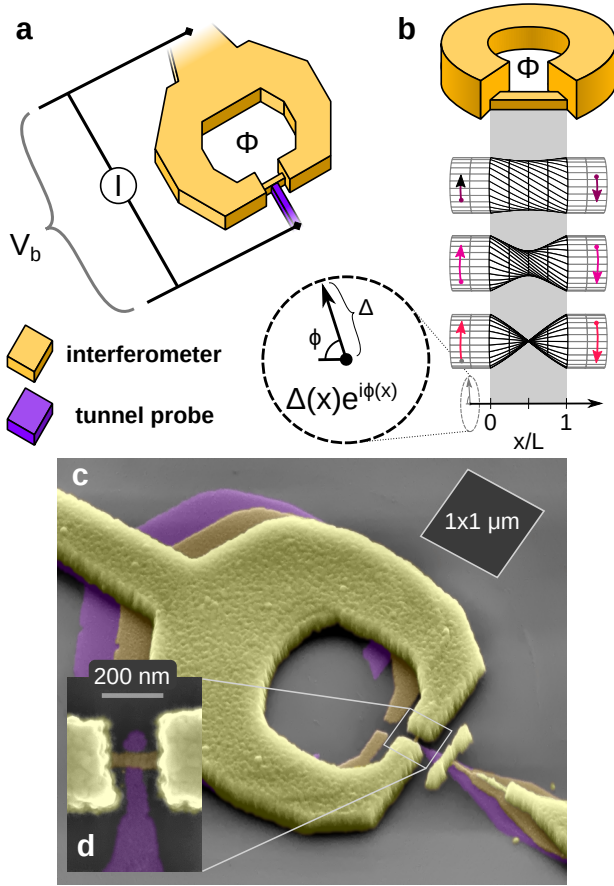 a
Φ
I
V_b
interferometer
tunnel probe
b
Φ
Δ
ϕ
Δ(x)e^{iϕ(x)}
0
1
x/L
c
1x1 μm
200 nm
d